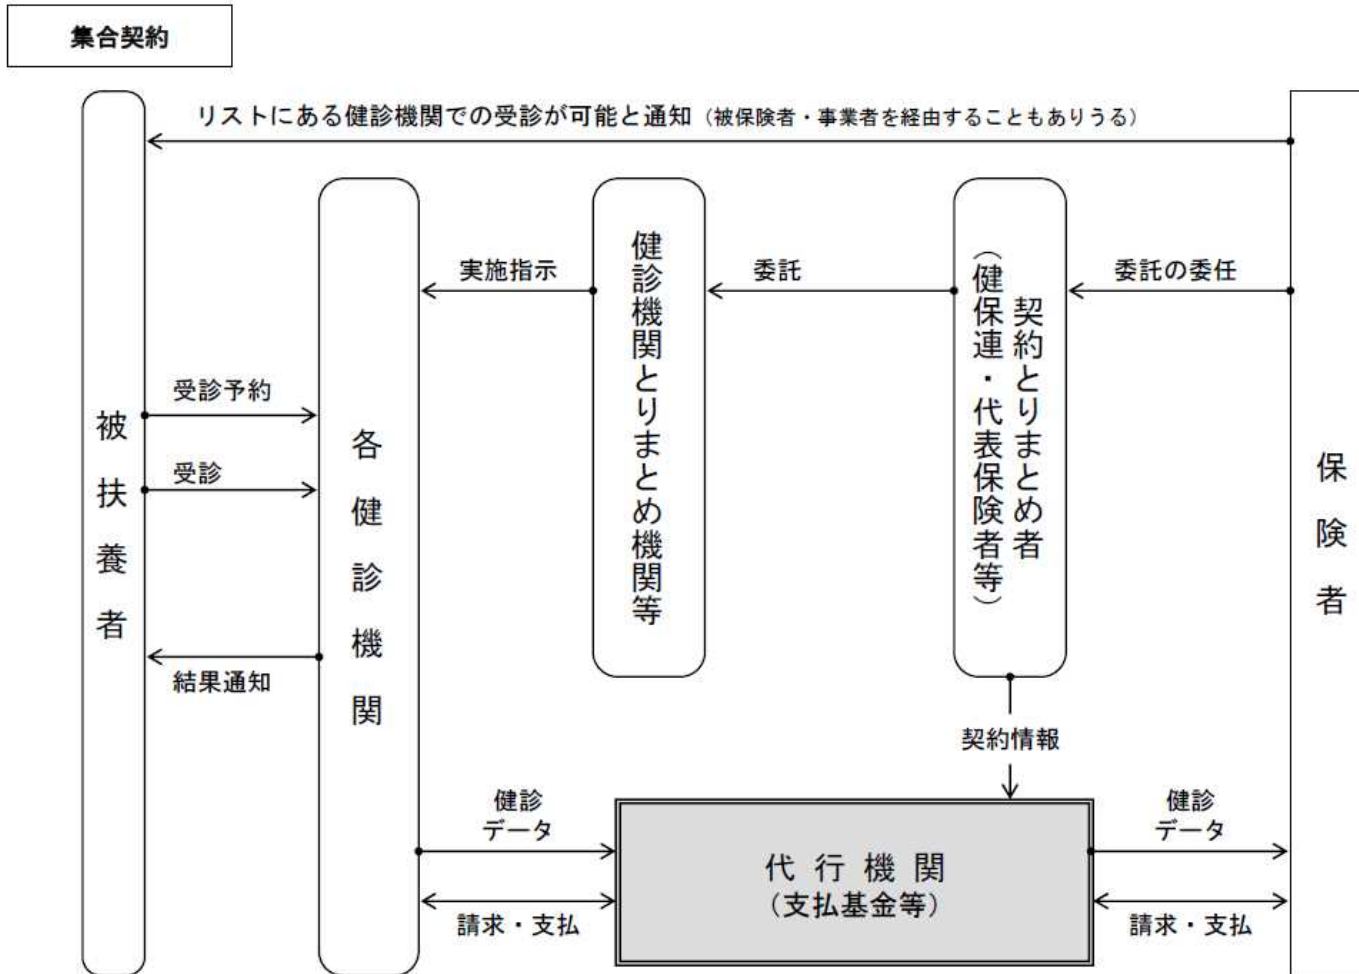 集合契約
リストにある健診機関での受診が可能と通知（被保険者・事業者を経由することもありうる）
実施指示
委託
委託の委任
健診機関とりまとめ機関等
契約とりまとめ者
（健保連・代表保険者等）
受診予約
受診
結果通知
被扶養者
各健診機関
保険者
契約情報
健診
データ
請求・支払
代行機関
（支払基金等）
健診
データ
請求・支払